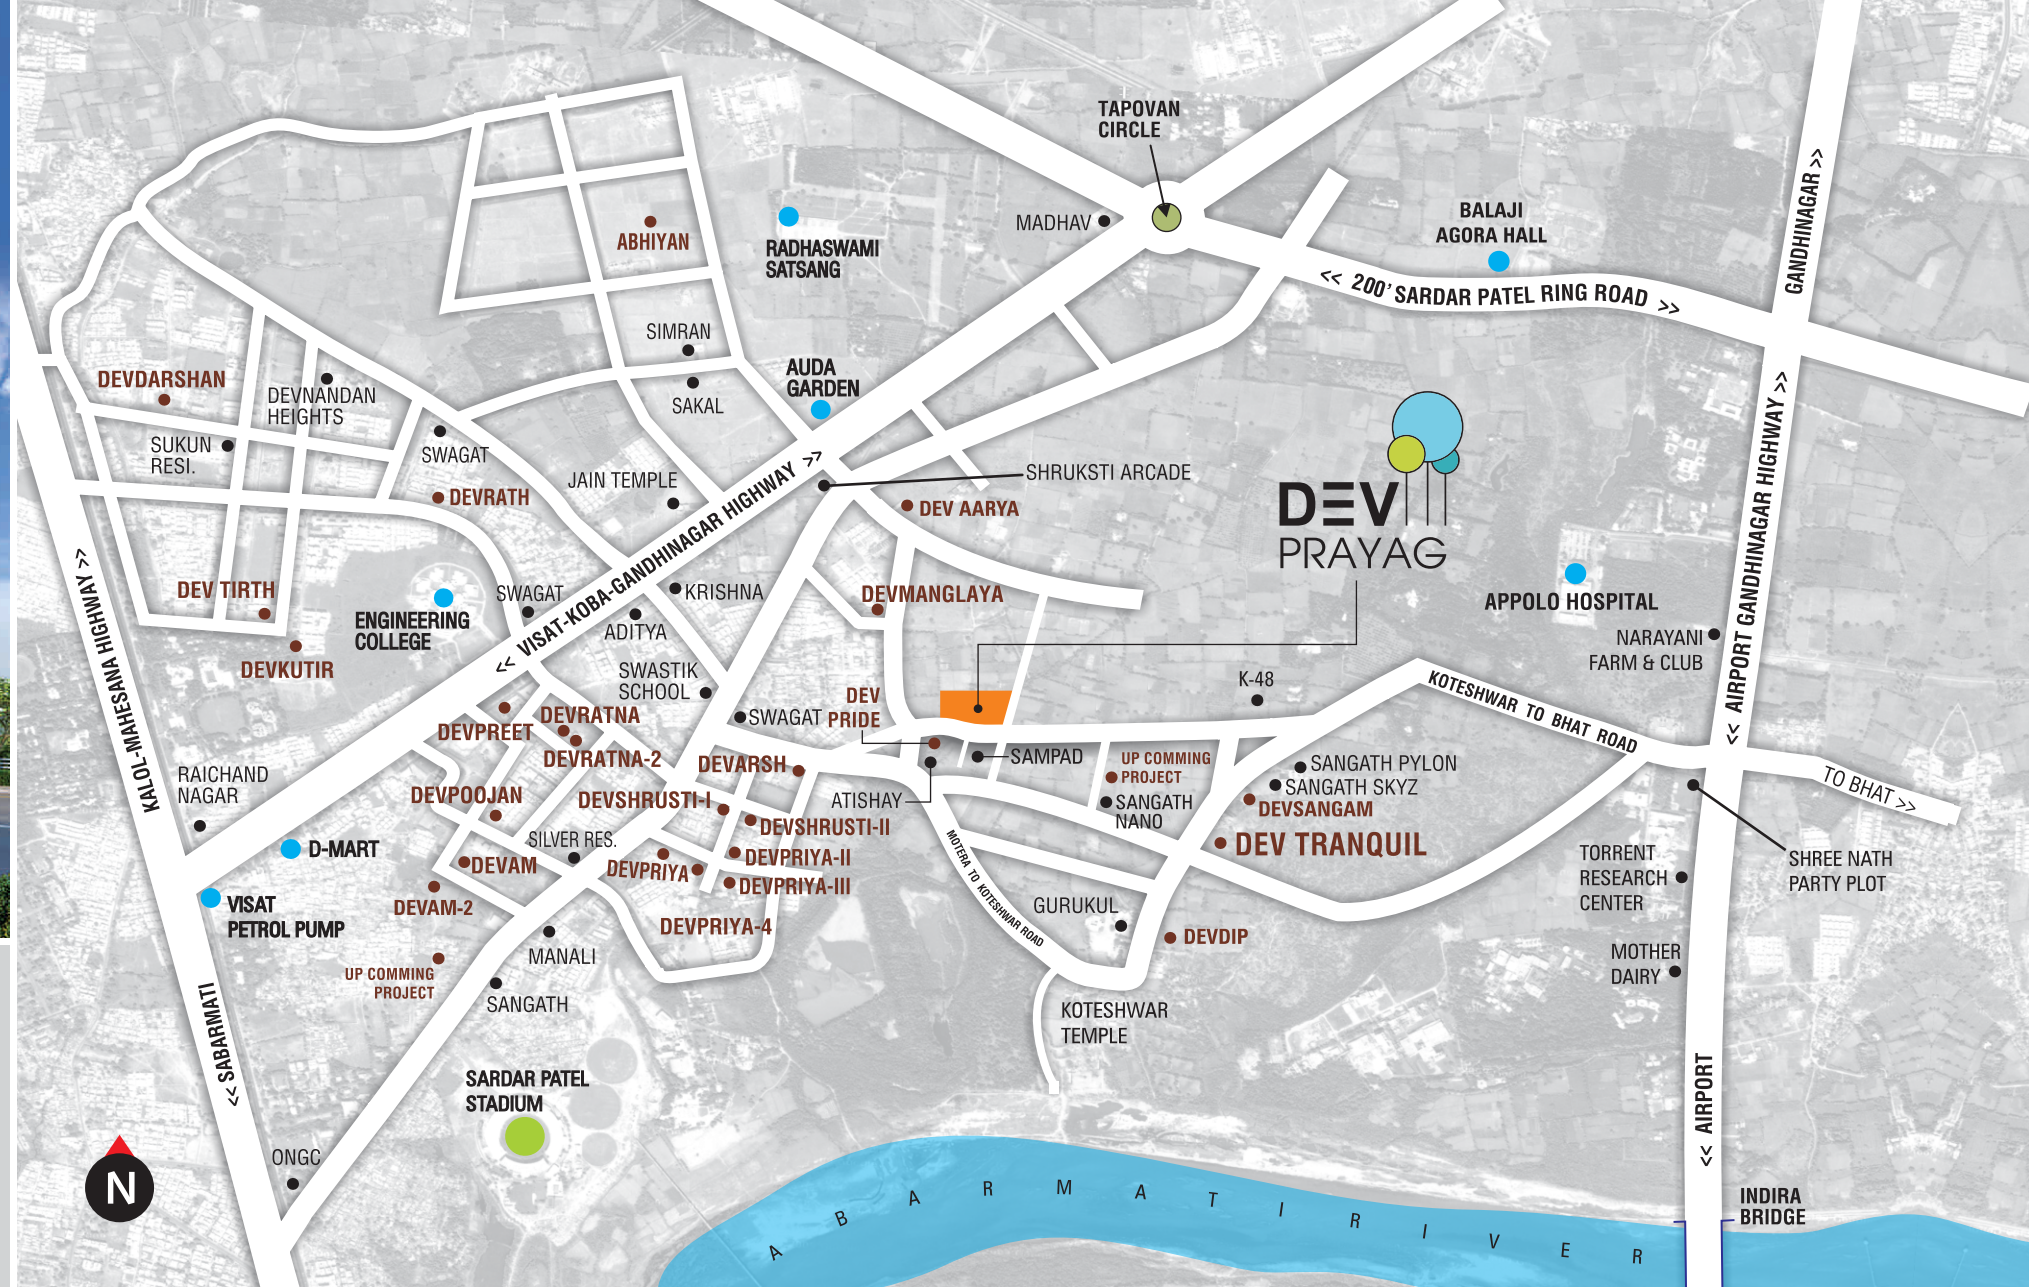 TAPOVAN
CIRCLE
MADHAV
BALAJI
AGORA HALL
<< 200' SARDAR PATEL RING ROAD >>
GANDHINAGAR >>
ABHIYAN
RADHASWAMI
SATSANG
SIMRAN
SAKAL
AUDA
GARDEN
DEVDARSHAN
DEVNANDAN
HEIGHTS
SUKUN
RESI.
SWAGAT
DEVRATH
JAIN TEMPLE
SHRUKSTI ARCADE
DEV AARYA
DEV
PRAYAG
<< VISAT-KOBA-GANDHINAGAR HIGHWAY >>
<< AIRPORT GANDHINAGAR HIGHWAY >>
KALOL-MAHESANA HIGHWAY >>
DEV TIRTH
DEVKUTIR
ENGINEERING
COLLEGE
SWAGAT
KRISHNA
ADITYA
DEVMANGLAYA
APPOLO HOSPITAL
NARAYANI
FARM & CLUB
SWASTIK
SCHOOL
SWAGAT
DEV
PRIDE
K-48
KOTESHWAR TO BHAT ROAD
TO BHAT >>
DEVPREET
DEVRATNA
DEVRATNA-2
DEVARSH
SAMPAD
UP COMMING
PROJECT
SANGATH PYLON
SANGATH SKYZ
DEVSANGAM
RAICHAND
NAGAR
DEVPOOJAN
DEVSHRUSTI-I
ATISHAY
SANGATH
NANO
DEV TRANQUIL
DEVSHRUSTI-II
SILVER RES.
D-MART
DEVAM
DEVPRIYA
DEVPRIYA-II
DEVPRIYA-III
MOTERA TO KOTESHWAR ROAD
TORRENT
RESEARCH
CENTER
SHREE NATH
PARTY PLOT
VISAT
PETROL PUMP
DEVAM-2
DEVPRIYA-4
GURUKUL
DEVDIP
MANALI
UP COMMING
PROJECT
SANGATH
MOTHER
DAIRY
KOTESHWAR
TEMPLE
<< SABARMATI
<< AIRPORT
SARDAR PATEL
STADIUM
ONGC
N
INDIRA
BRIDGE
A B A R M A T I R I V E R